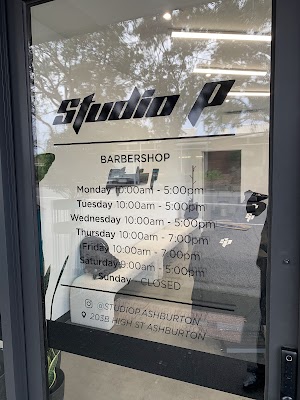 Studio P
BARBERSHOP
Monday 10:00am - 5:00pm
Tuesday 10:00am - 5:00pm
Wednesday 10:00am - 5:00pm
Thursday 10:00am - 7:00pm
Friday 10:00am - 7:00pm
Saturday 9:00am - 5:00pm
Sunday - CLOSED
@STUDIOP.ASHBURTON
203B HIGH ST ASHBURTON